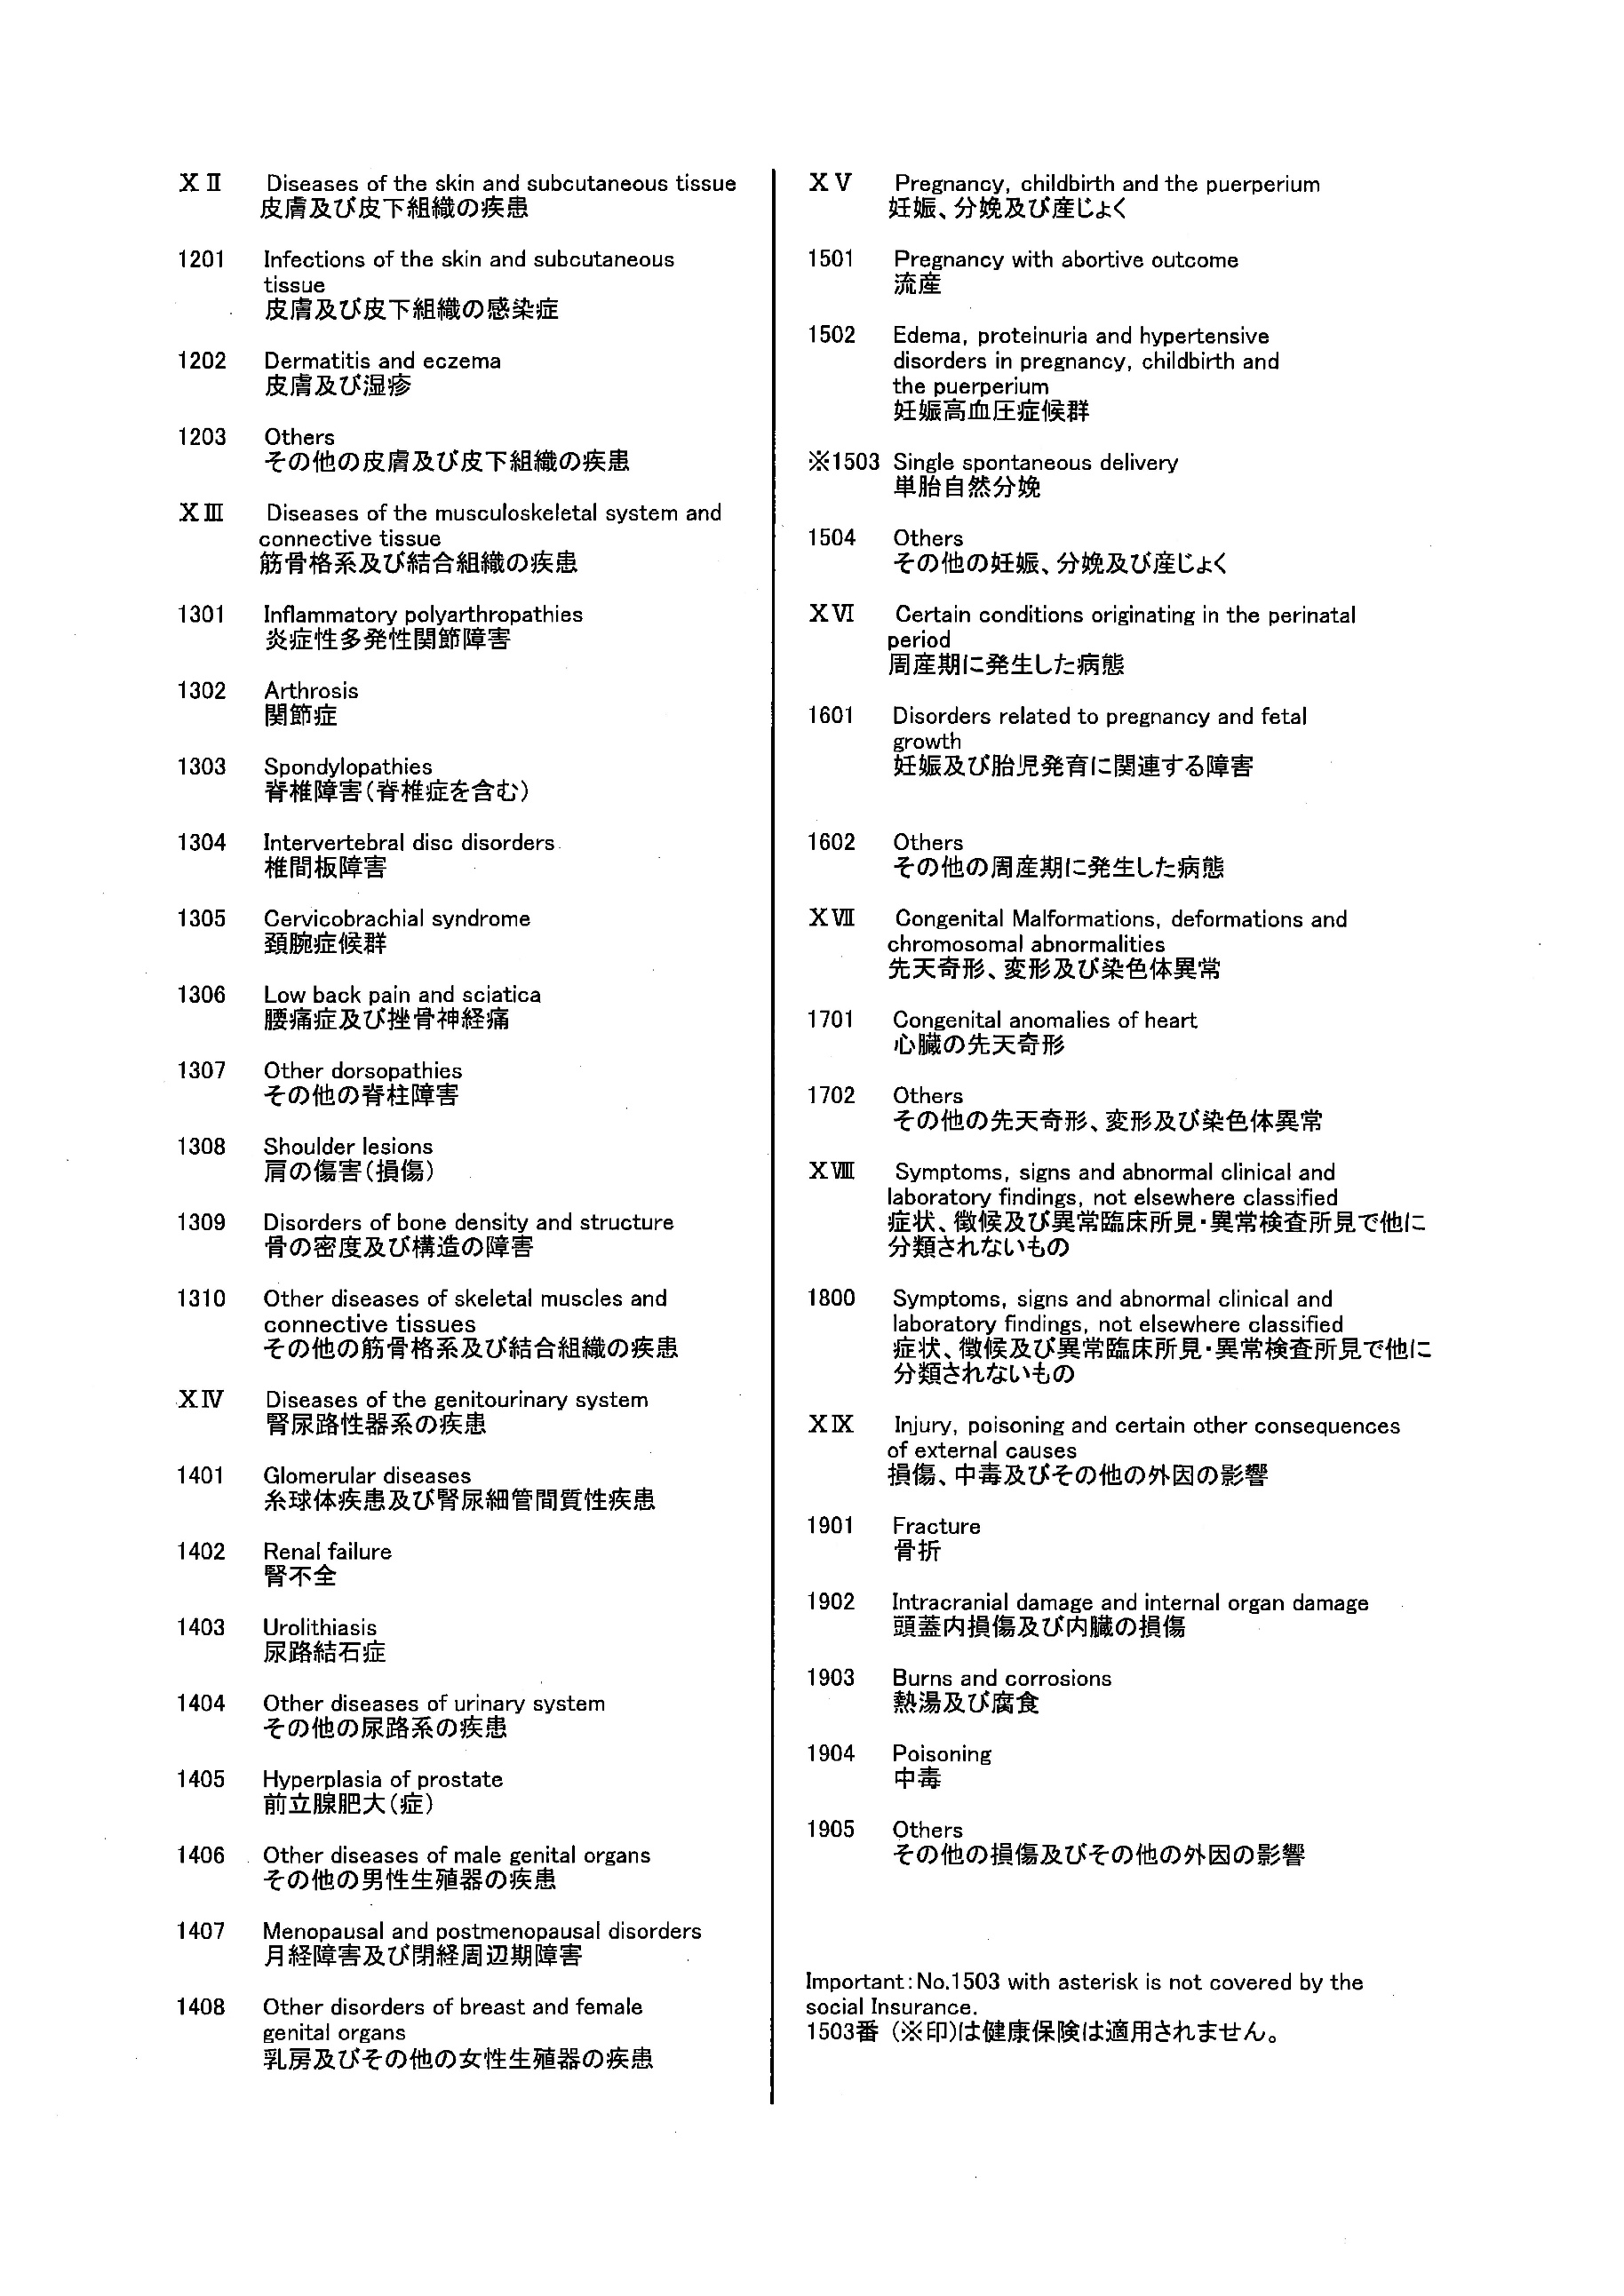 XⅡ Diseases of the skin and subcutaneous tissue
皮膚及び皮下組織の疾患
1201 Infections of the skin and subcutaneous
tissue
皮膚及び皮下組織の感染症
1202 Dermatitis and eczema
皮膚及び湿疹
1203 Others
その他の皮膚及び皮下組織の疾患
XⅢ Diseases of the musculoskeletal system and
connective tissue
筋骨格系及び結合組織の疾患
1301 Inflammatory polyarthropathies
炎症性多発性関節障害
1302 Arthrosis
関節症
1303 Spondylopathies
脊椎障害(脊椎症を含む)
1304 Intervertebral disc disorders
椎間板障害
1305 Cervicobrachial syndrome
頚腕症候群
1306 Low back pain and sciatica
腰痛症及び挫骨神経痛
1307 Other dorsopathies
その他の脊柱障害
1308 Shoulder lesions
肩の傷害(損傷)
1309 Disorders of bone density and structure
骨の密度及び構造の障害
1310 Other diseases of skeletal muscles and
connective tissues
その他の筋骨格系及び結合組織の疾患
XⅣ Diseases of the genitourinary system
腎尿路性器系の疾患
1401 Glomerular diseases
糸球体疾患及び腎尿細管間質性疾患
1402 Renal failure
腎不全
1403 Urolithiasis
尿路結石症
1404 Other diseases of urinary system
その他の尿路系の疾患
1405 Hyperplasia of prostate
前立腺肥大(症)
1406 Other diseases of male genital organs
その他の男性生殖器の疾患
1407 Menopausal and postmenopausal disorders
月経障害及び閉経周辺期障害
1408 Other disorders of breast and female
genital organs
乳房及びその他の女性生殖器の疾患
XⅤ Pregnancy, childbirth and the puerperium
妊娠、分娩及び産じょく
1501 Pregnancy with abortive outcome
流産
1502 Edema, proteinuria and hypertensive
disorders in pregnancy, childbirth and
the puerperium
妊娠高血圧症候群
※1503 Single spontaneous delivery
単胎自然分娩
1504 Others
その他の妊娠、分娩及び産じょく
XⅥ Certain conditions originating in the perinatal
period
周産期に発生した病態
1601 Disorders related to pregnancy and fetal
growth
妊娠及び胎児発育に関連する障害
1602 Others
その他の周産期に発生した病態
XⅦ Congenital Malformations, deformations and
chromosomal abnormalities
先天奇形、変形及び染色体異常
1701 Congenital anomalies of heart
心臓の先天奇形
1702 Others
その他の先天奇形、変形及び染色体異常
XⅧ Symptoms, signs and abnormal clinical and
laboratory findings, not elsewhere classified
症状、徴候及び異常臨床所見・異常検査所見で他に
分類されないもの
1800 Symptoms, signs and abnormal clinical and
laboratory findings, not elsewhere classified
症状、徴候及び異常臨床所見・異常検査所見で他に
分類されないもの
XⅨ Injury, poisoning and certain other consequences
of external causes
損傷、中毒及びその他の外因の影響
1901 Fracture
骨折
1902 Intracranial damage and internal organ damage
頭蓋内損傷及び内臓の損傷
1903 Burns and corrosions
熱湯及び腐食
1904 Poisoning
中毒
1905 Others
その他の損傷及びその他の外因の影響
Important:No.1503 with asterisk is not covered by the
social Insurance.
1503番 (※印)は健康保険は適用されません。